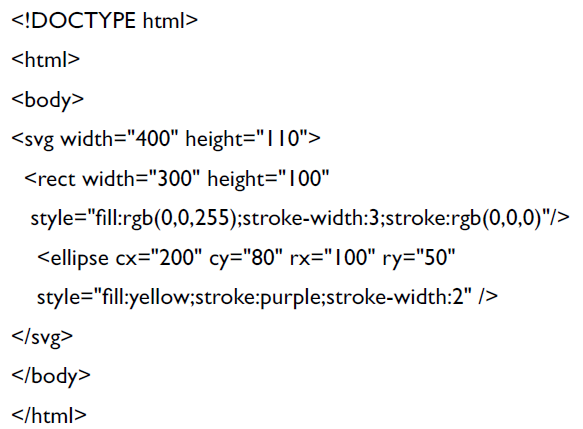 <!DOCTYPE html>
<html>
<body>
<svg width="400" height="110">
<rect width="300" height="100"
style="fill:rgb(0,0,255);stroke-width:3;stroke:rgb(0,0,0)"/>
<ellipse cx="200" cy="80" rx="100" ry="50"
style="fill:yellow;stroke:purple;stroke-width:2" />
</svg>
</body>
</html>